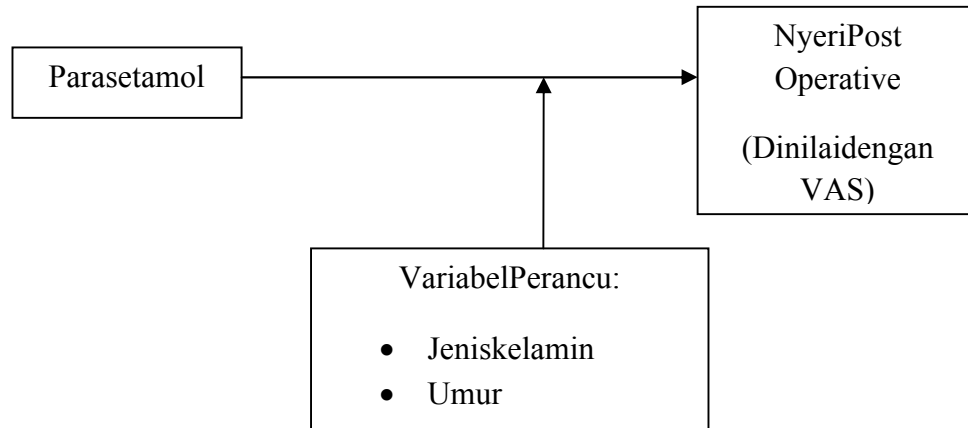 Parasetamol
NyeriPost
Operative
(Dinilaidengan
VAS)
VariabelPerancu:
• Jeniskelamin
• Umur